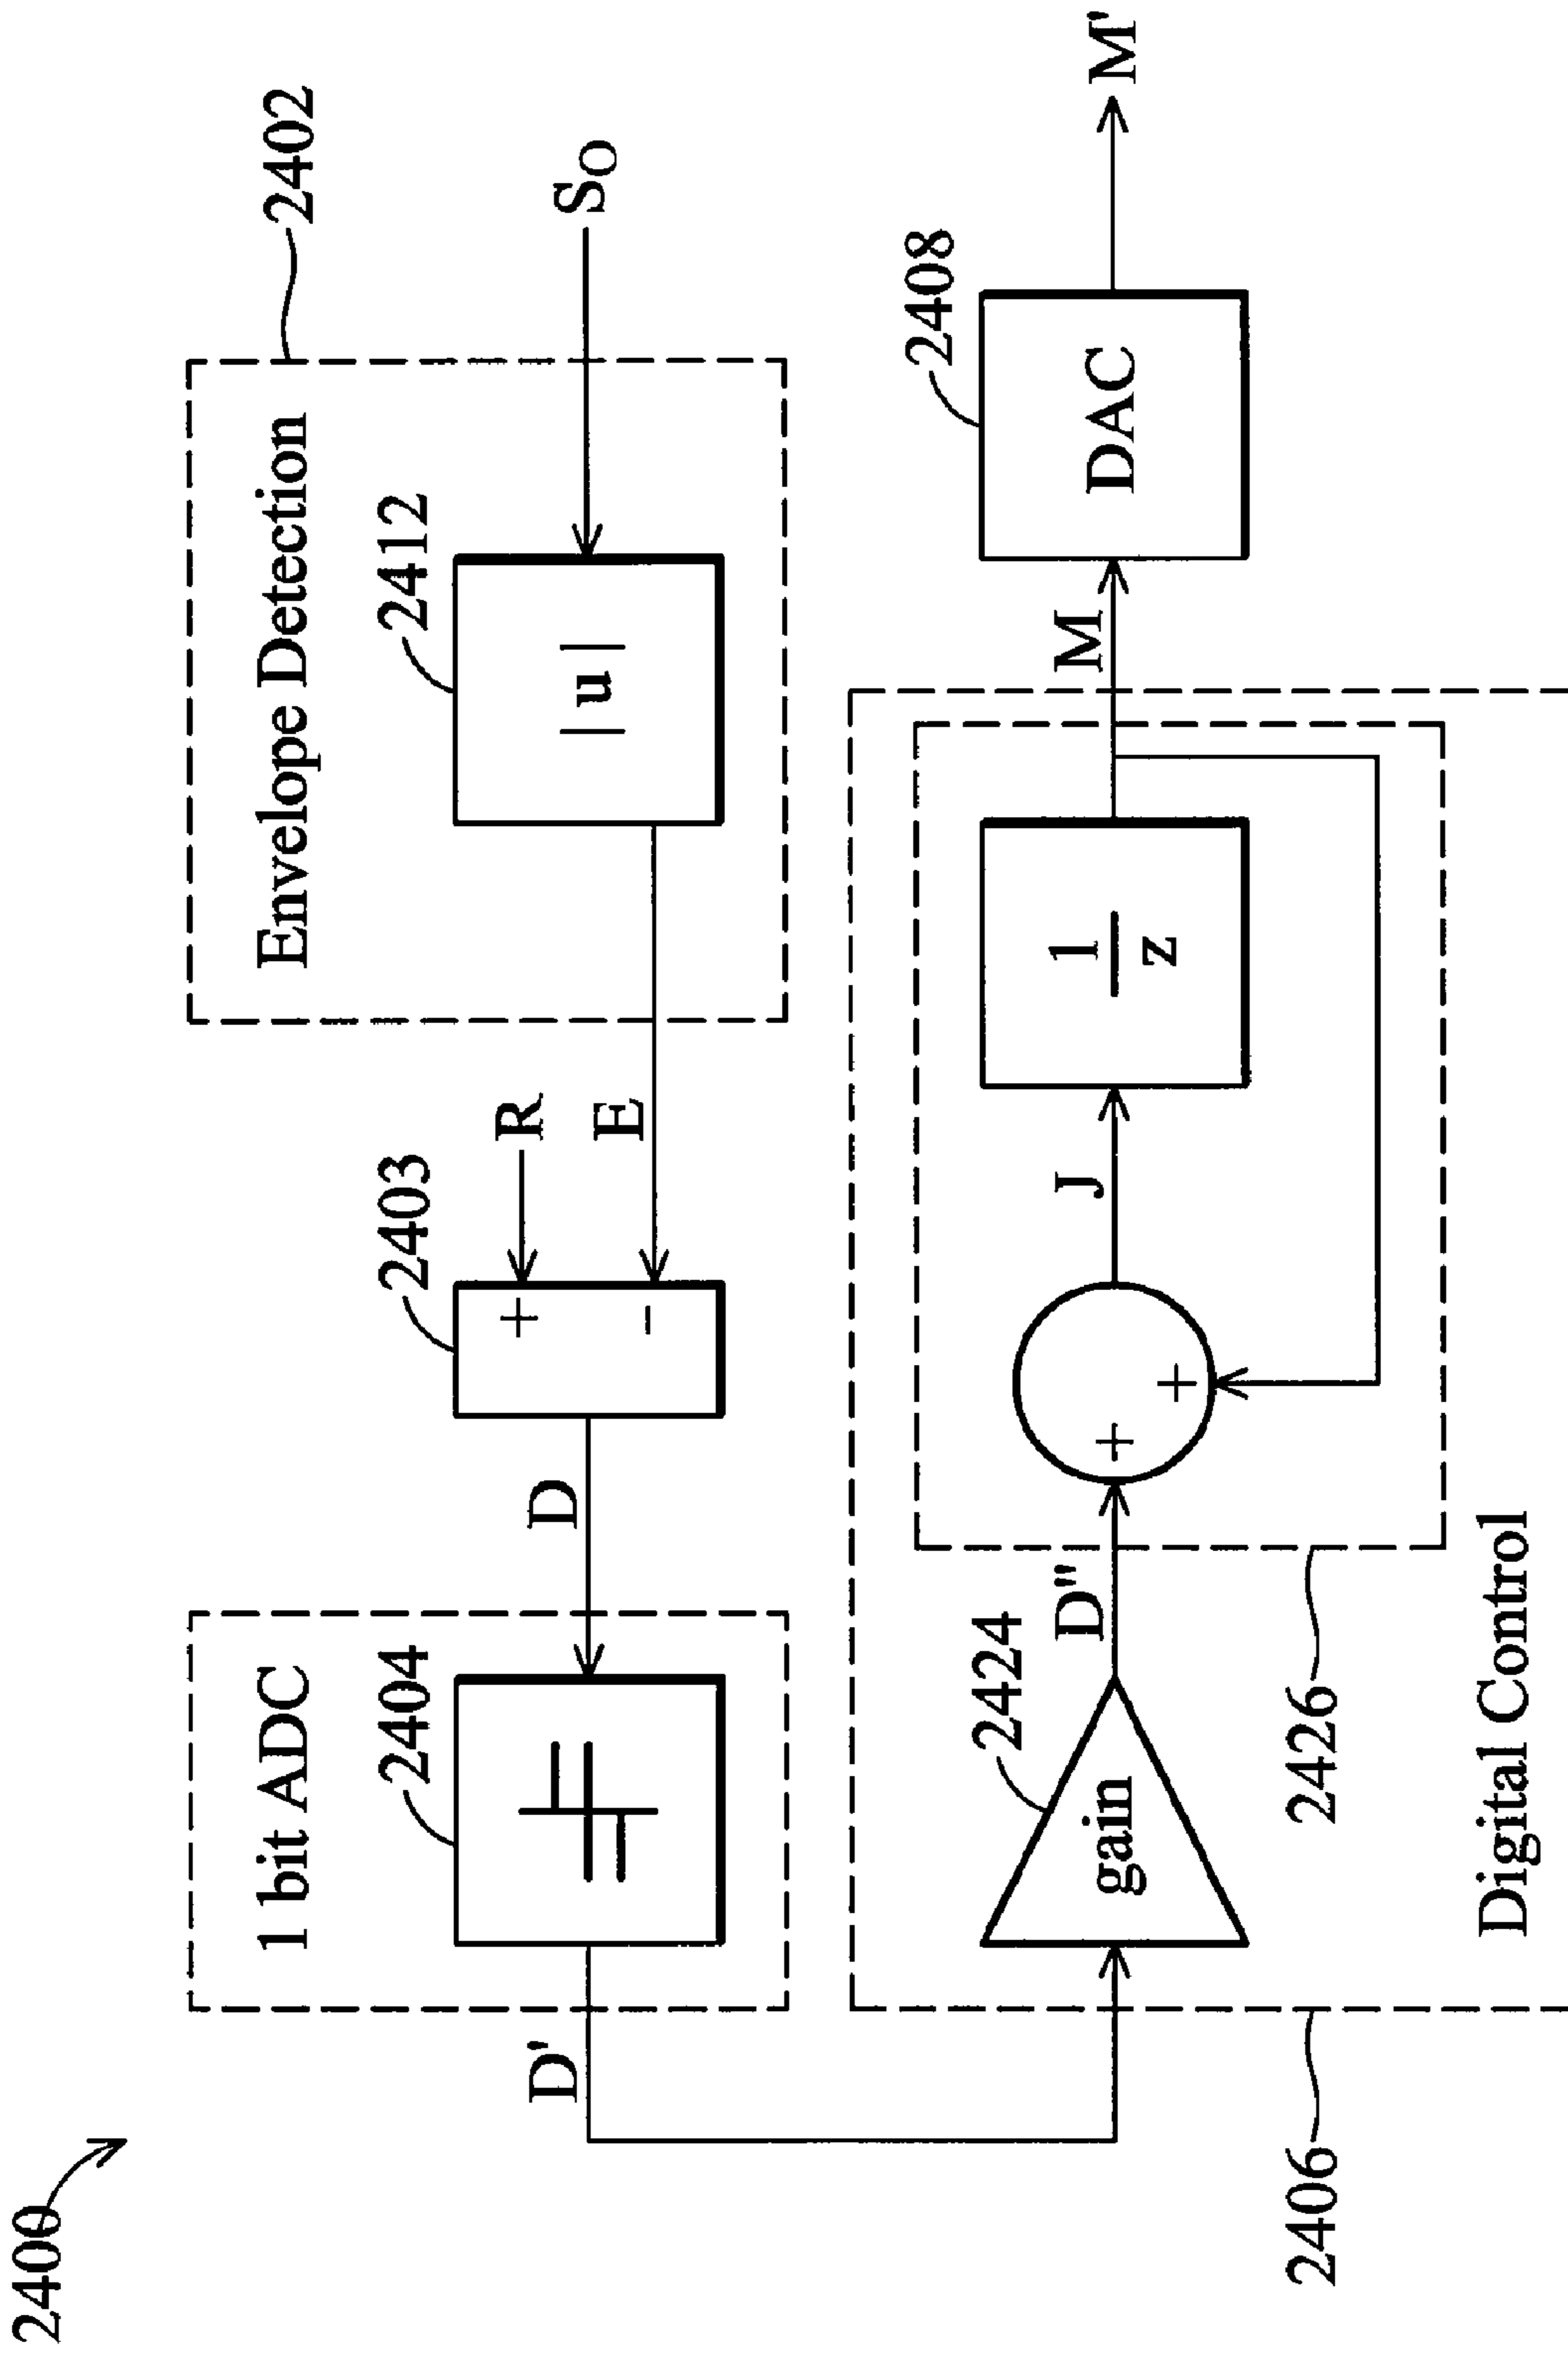 2400
1 bit ADC
Envelope Detection
2402
2404
2403
2412
D'
D
R
+
-
E
|u|
SO
2424
2408
gain
D"
+
+
J
1
z
M
DAC
M'
2406
2426
Digital Control